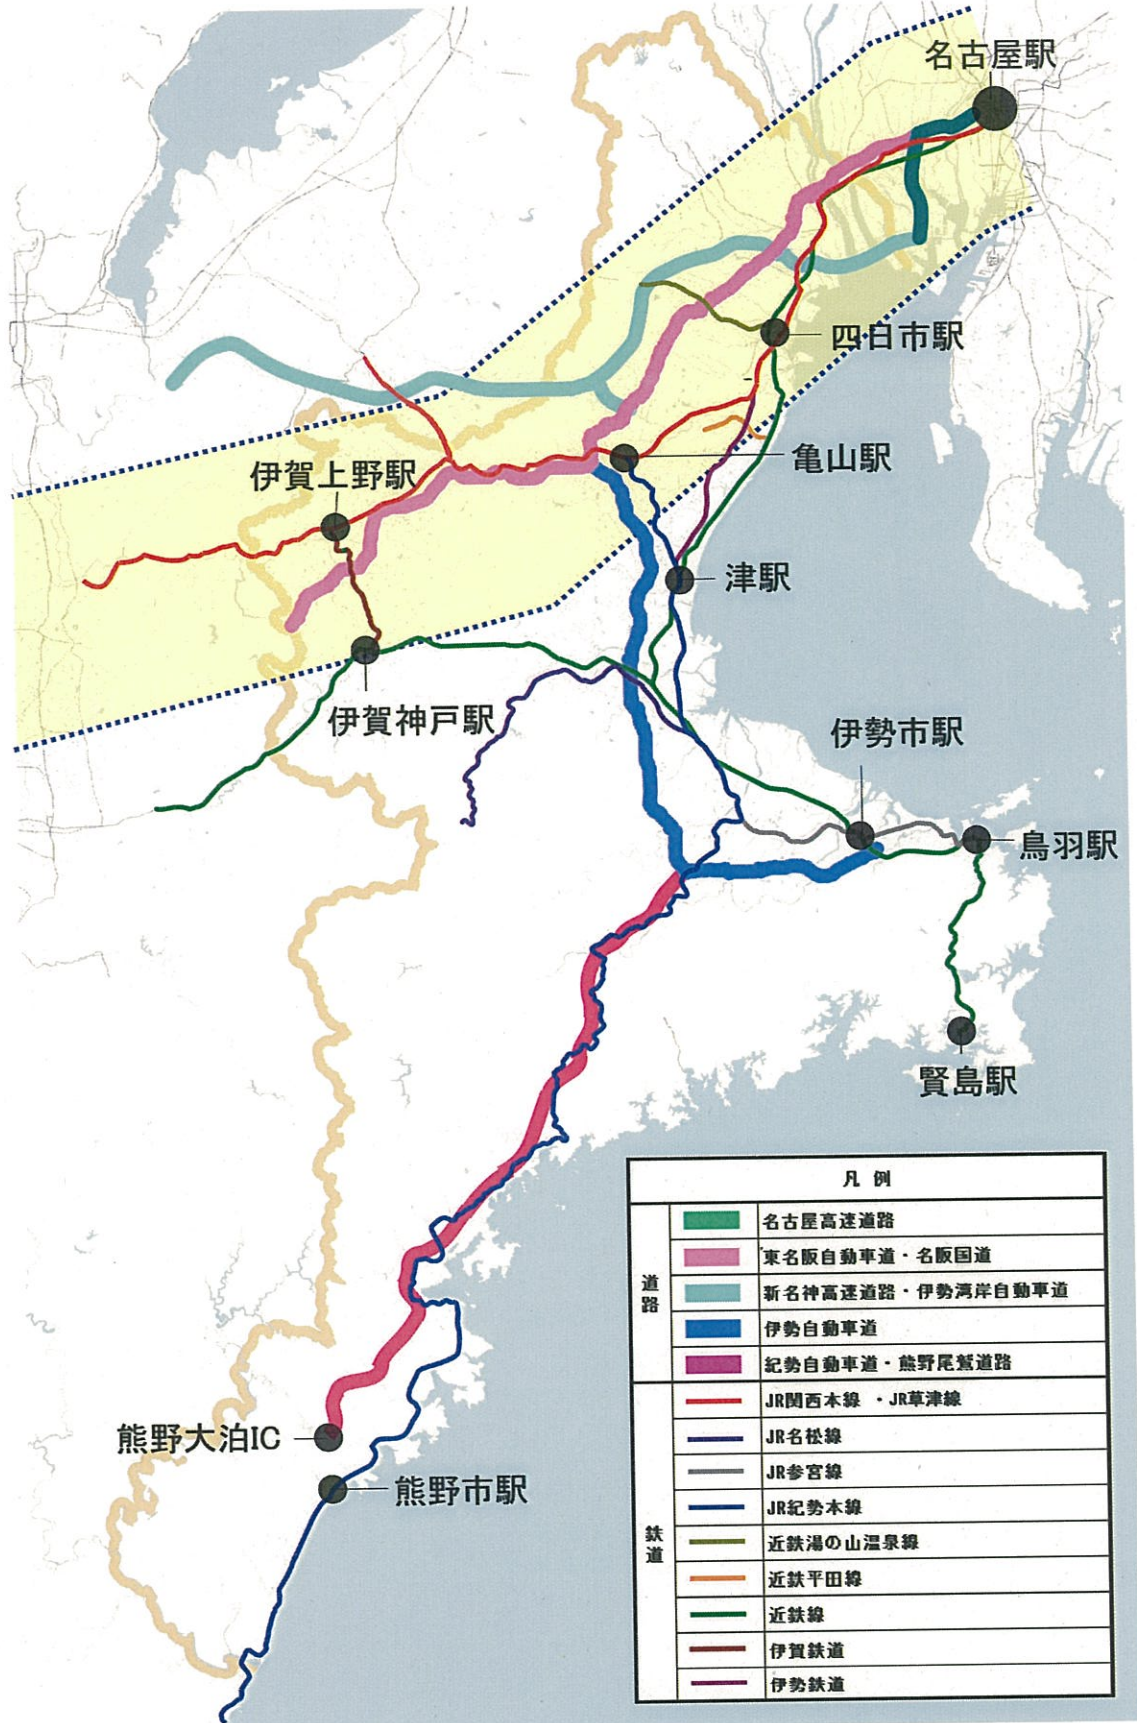 名古屋駅
四日市駅
亀山駅
伊賀上野駅
津駅
伊賀神戸駅
伊勢市駅
鳥羽駅
賢島駅
熊野大泊IC
熊野市駅
凡 例
道路
名古屋高速道路
東名阪自動車道・名阪国道
新名神高速道路・伊勢湾岸自動車道
伊勢自動車道
紀勢自動車道・熊野尾鷲道路
鉄道
JR関西本線 ・JR草津線
JR名松線
JR参宮線
JR紀勢本線
近鉄湯の山温泉線
近鉄平田線
近鉄線
伊賀鉄道
伊勢鉄道